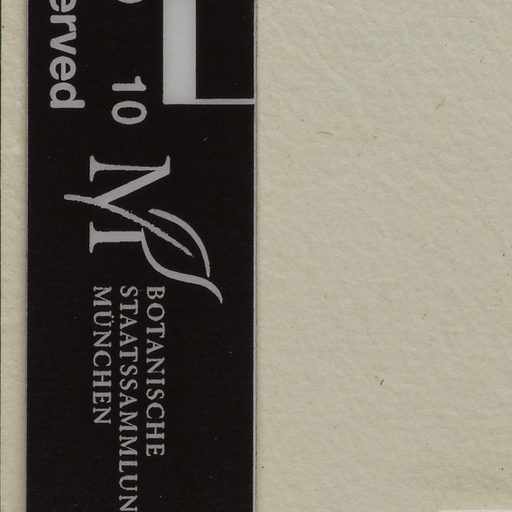 erved
10
M
BOTANISCHE
STAATSSAMMLUN
MÜNCHEN